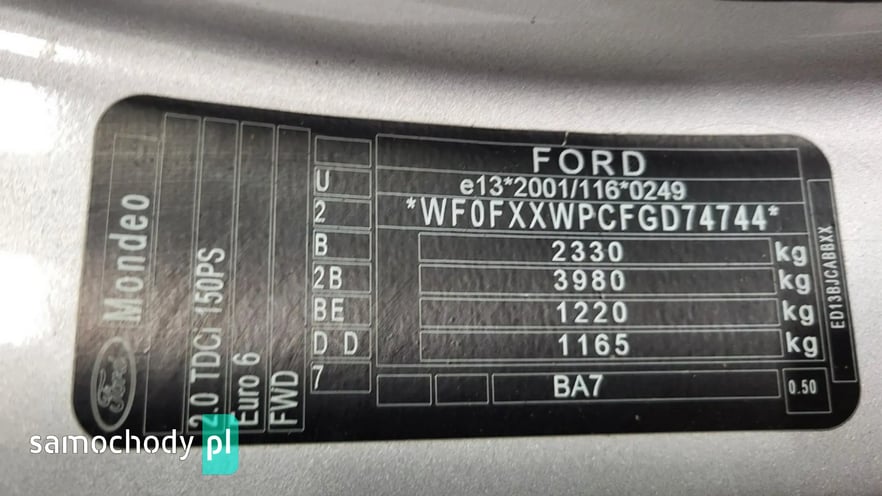 FORD
e13*2001/116*0249
*WF0FXXWPCFGD74744*
U
2
B
2B
BE
D D
7
2330 kg
3980 kg
1220 kg
1165 kg
BA7
0.50
ED13BJCABBXX
Ford
Mondeo
2.0 TDCi 150PS
Euro 6
FWD
samochody pl